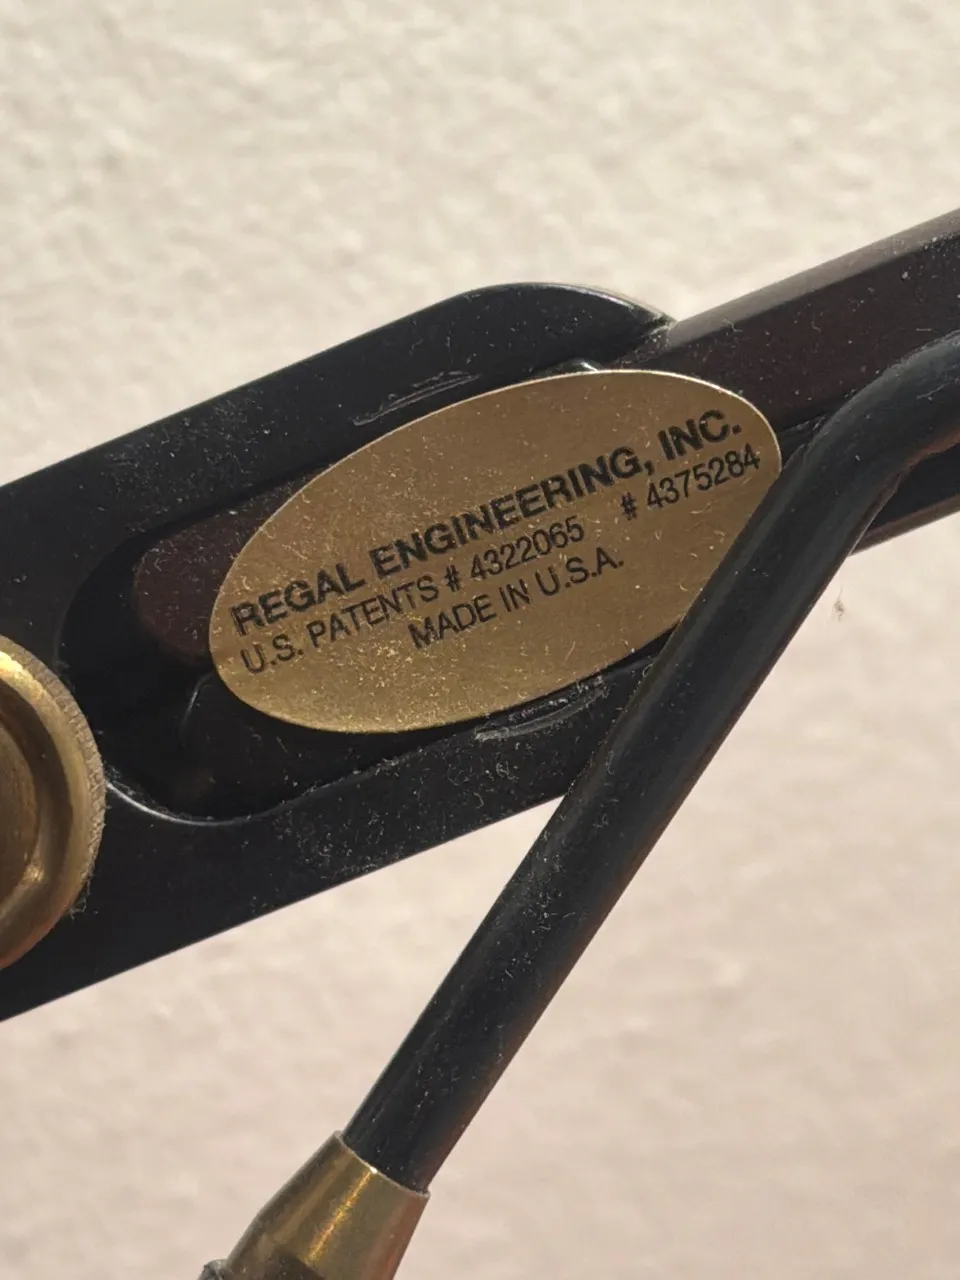 REGAL ENGINEERING, INC.
U.S. PATENTS # 4322065 # 4375284
MADE IN U.S.A.